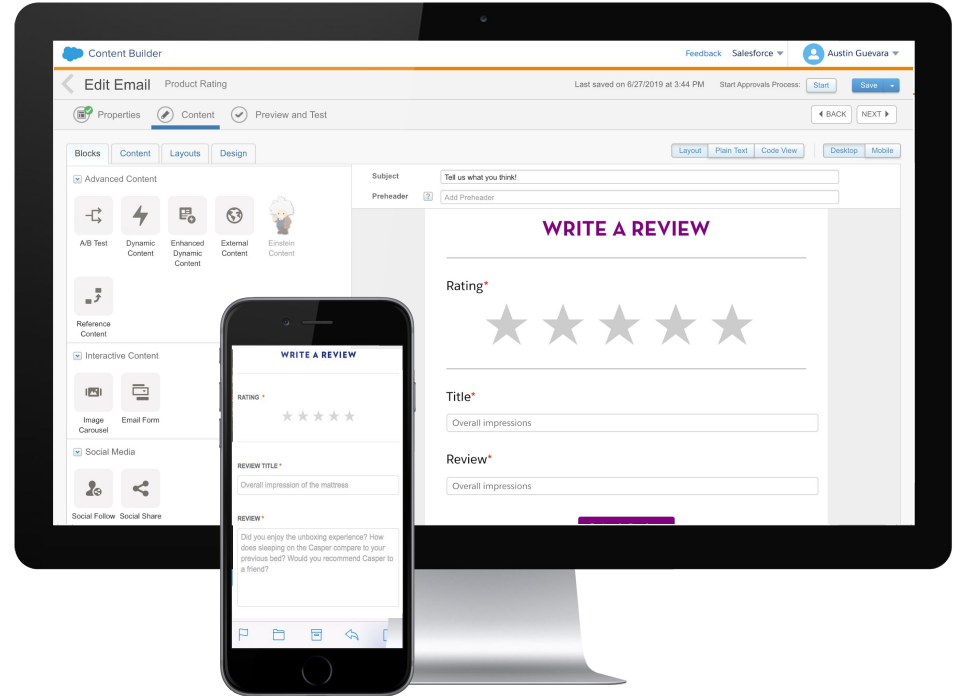 Content Builder
Feedback Salesforce Austin Guevara
Edit Email Product Rating
Last saved on 6/27/2019 at 3:44 PM Start Approvals Process: Start Save
Properties Content Preview and Test
BACK NEXT
Blocks Content Layouts Design
Layout Plain Text Code View Desktop Mobile
Advanced Content
A/B Test
Dynamic
Content
Enhanced
Dynamic
Content
External
Content
Einstein
Content
Reference
Content
Interactive Content
Image
Carousel
Email Form
Social Media
Social Follow Social Share
Subject Tell us what you think!
Preheader ? Add Preheader
WRITE A REVIEW
Rating*
Title*
Overall impressions
Review*
Overall impressions
WRITE A REVIEW
RATING *
REVIEW TITLE *
Overall impression of the mattress
REVIEW *
Did you enjoy the unboxing experience? How
does sleeping on the Casper compare to your
previous bed? Would you recommend Casper to
a friend?